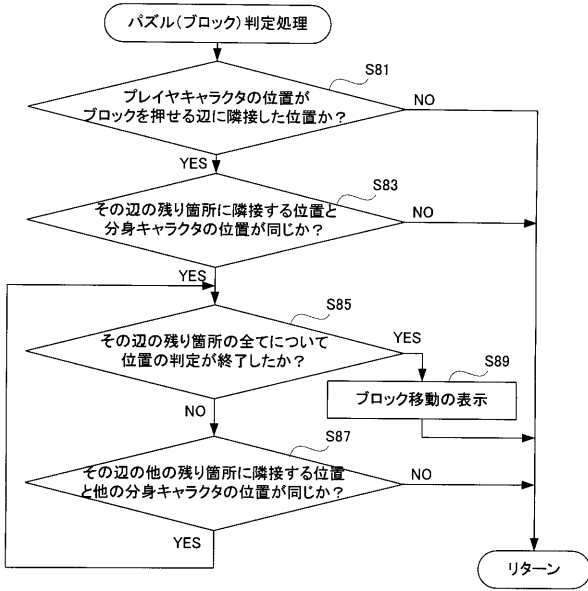 パズル（ブロック）判定処理
S81
プレイヤキャラクタの位置が
ブロックを押せる辺に隣接した位置か？
NO
YES
S83
その辺の残り箇所に隣接する位置と
分身キャラクタの位置が同じか？
NO
YES
S85
その辺の残り箇所の全てについて
位置の判定が終了したか？
YES
S89
ブロック移動の表示
NO
S87
その辺の他の残り箇所に隣接する位置
と他の分身キャラクタの位置が同じか？
NO
YES
リターン